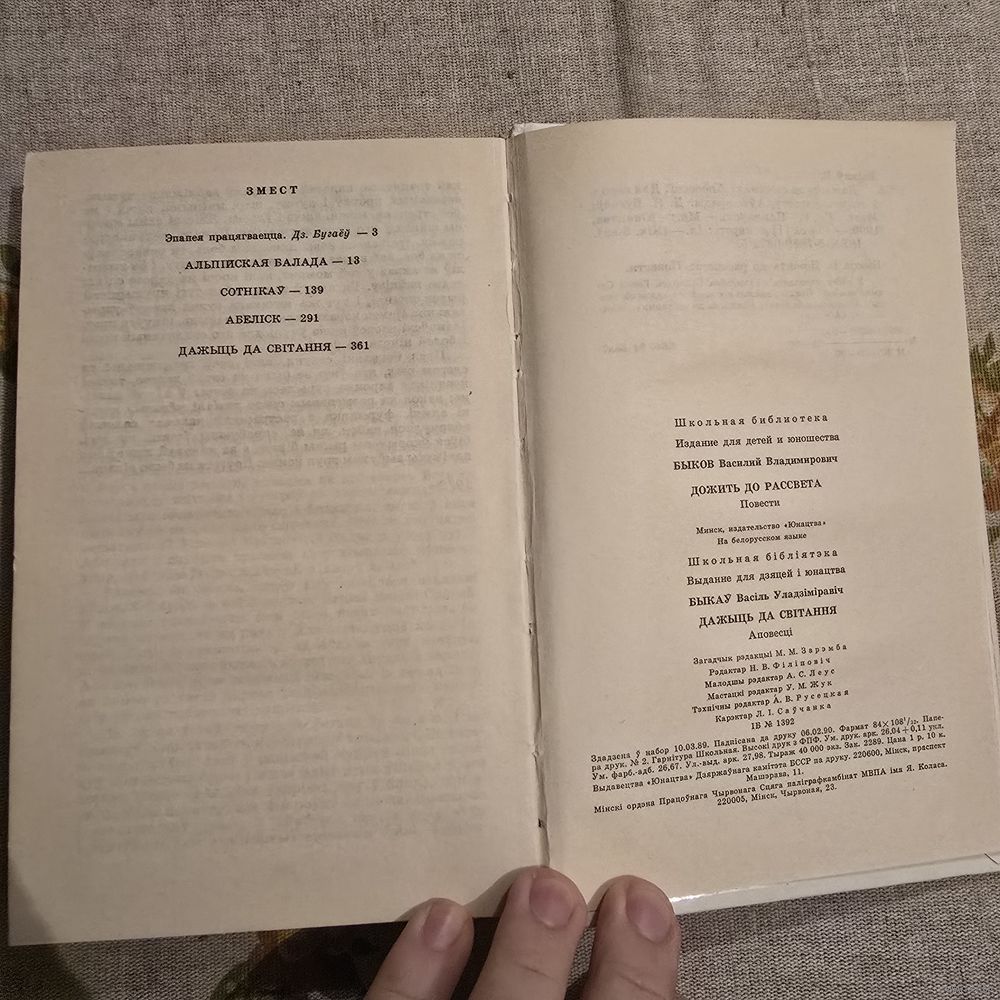 ЗМЕСТ
Эпапея працягваецца. Дз. Бугаёў — 3
АЛЬПІЙСКАЯ БАЛАДА — 13
СОТНІКАЎ — 139
АБЕЛІСК — 291
ДАЖЫЦЬ ДА СВІТАННЯ — 361
Школьная библиотека
Издание для детей и юношества
БЫКОВ Василий Владимирович
ДОЖИТЬ ДО РАССВЕТА
Повести
Минск, издательство «Юнацтва»
На белорусском языке
Школьная бібліятэка
Выданне для дзяцей і юнацтва
БЫКАЎ Васіль Уладзіміравіч
ДАЖЫЦЬ ДА СВІТАННЯ
Аповесці
Загадчык рэдакцыі М. М. Зарэмба
Рэдактар Н. В. Філіповіч
Малодшы рэдактар А. С. Леус
Мастацкі рэдактар У. М. Жук
Тэхнічны рэдактар А. В. Русецкая
Карэктар Л. І. Саўчанка
ІБ № 1392
Здадзена ў набор 10.03.89. Падпісана да друку 06.02.90. Фармат 84×108¹/₃₂. Папе-
ра друк. № 2. Гарнітура Школьная. Высокі друк з ФПФ. Ум. друк. арк. 26,04+0,11 укл.
Ум. фарб.-адб. 26,67. Ул.-выд. арк. 27,98. Тыраж 40 000 экз. Зак. 2289. Цана 1 р. 10 к.
Выдавецтва «Юнацтва» Дзяржаўнага камітэта БССР па друку. 220600, Мінск, праспект
Машэрава, 11.
Мінскі ордэна Працоўнага Чырвонага Сцяга паліграфкамбінат МВПА імя Я. Коласа.
220005, Мінск, Чырвоная, 23.